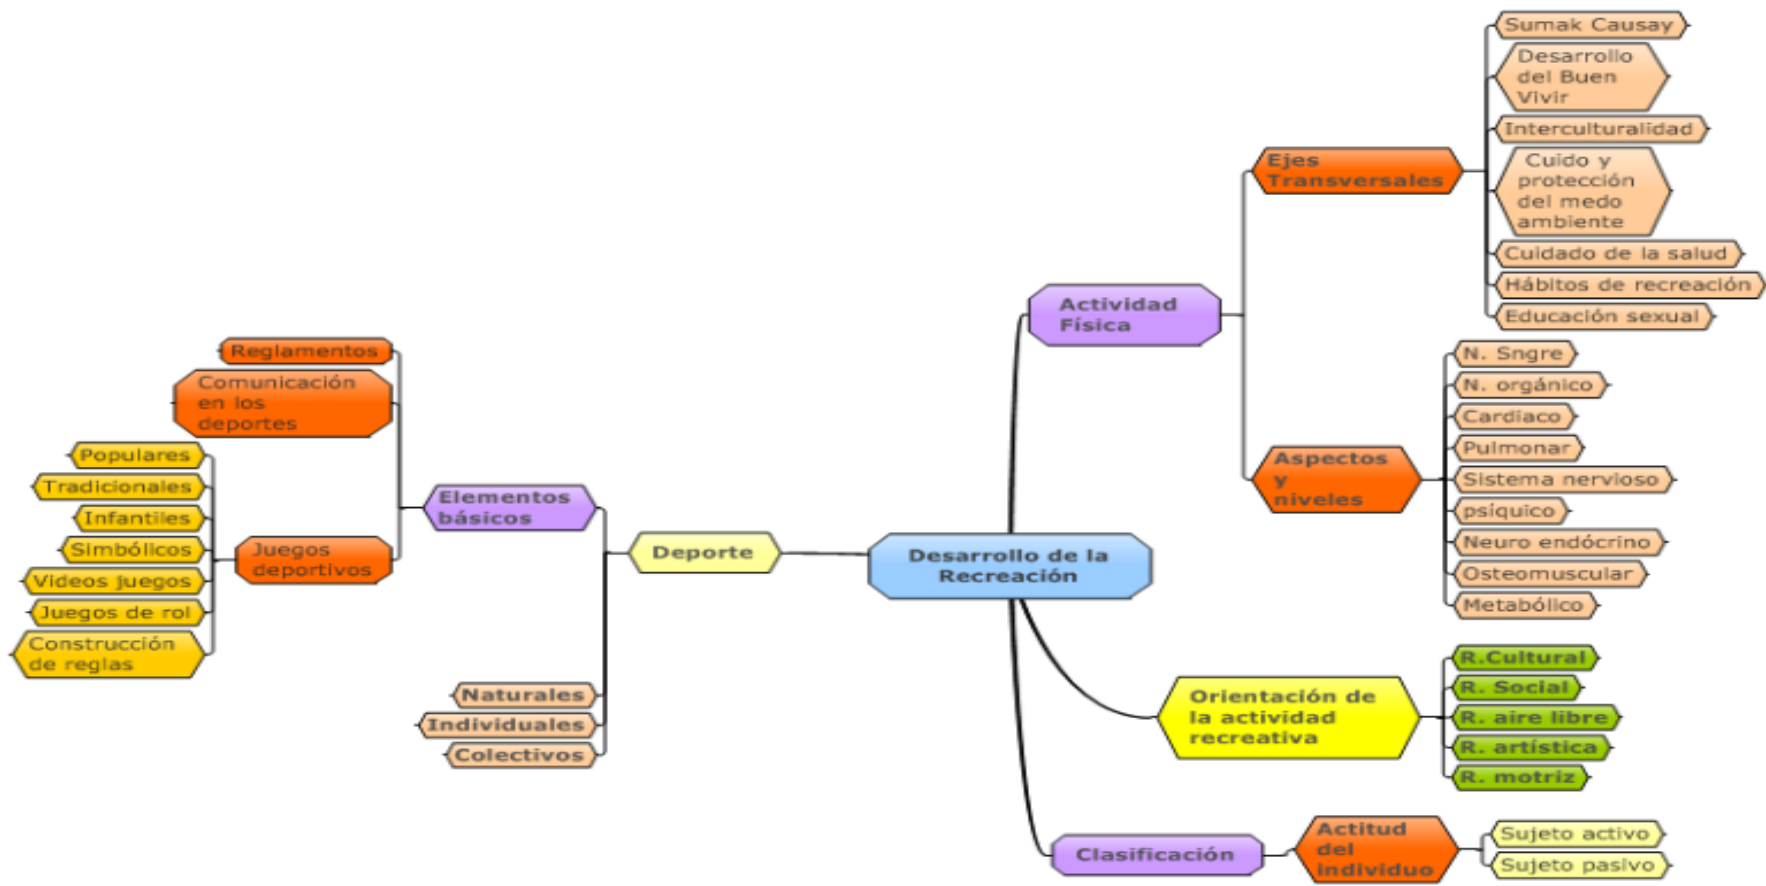 Sumak Causay
Desarrollo
del Buen
Vivir
Interculturalidad
Cuido y
protección
del medo
ambiente
Cuidado de la salud
Hábitos de recreación
Educación sexual
Ejes
Transversales
Actividad
Física
N. Sngre
N. orgánico
Cardiaco
Pulmonar
Sistema nervioso
psiquico
Neuro endócrino
Osteomuscular
Metabólico
Aspectos
y
niveles
Desarrollo de la
Recreación
Deporte
Elementos
básicos
Reglamentos
Comunicación
en los
deportes
Juegos
deportivos
Populares
Tradicionales
Infantiles
Simbólicos
Videos juegos
Juegos de rol
Construcción
de reglas
Naturales
Individuales
Colectivos
Orientación de
la actividad
recreativa
R.Cultural
R. Social
R. aire libre
R. artística
R. motriz
Clasificación
Actitud
del
individuo
Sujeto activo
Sujeto pasivo